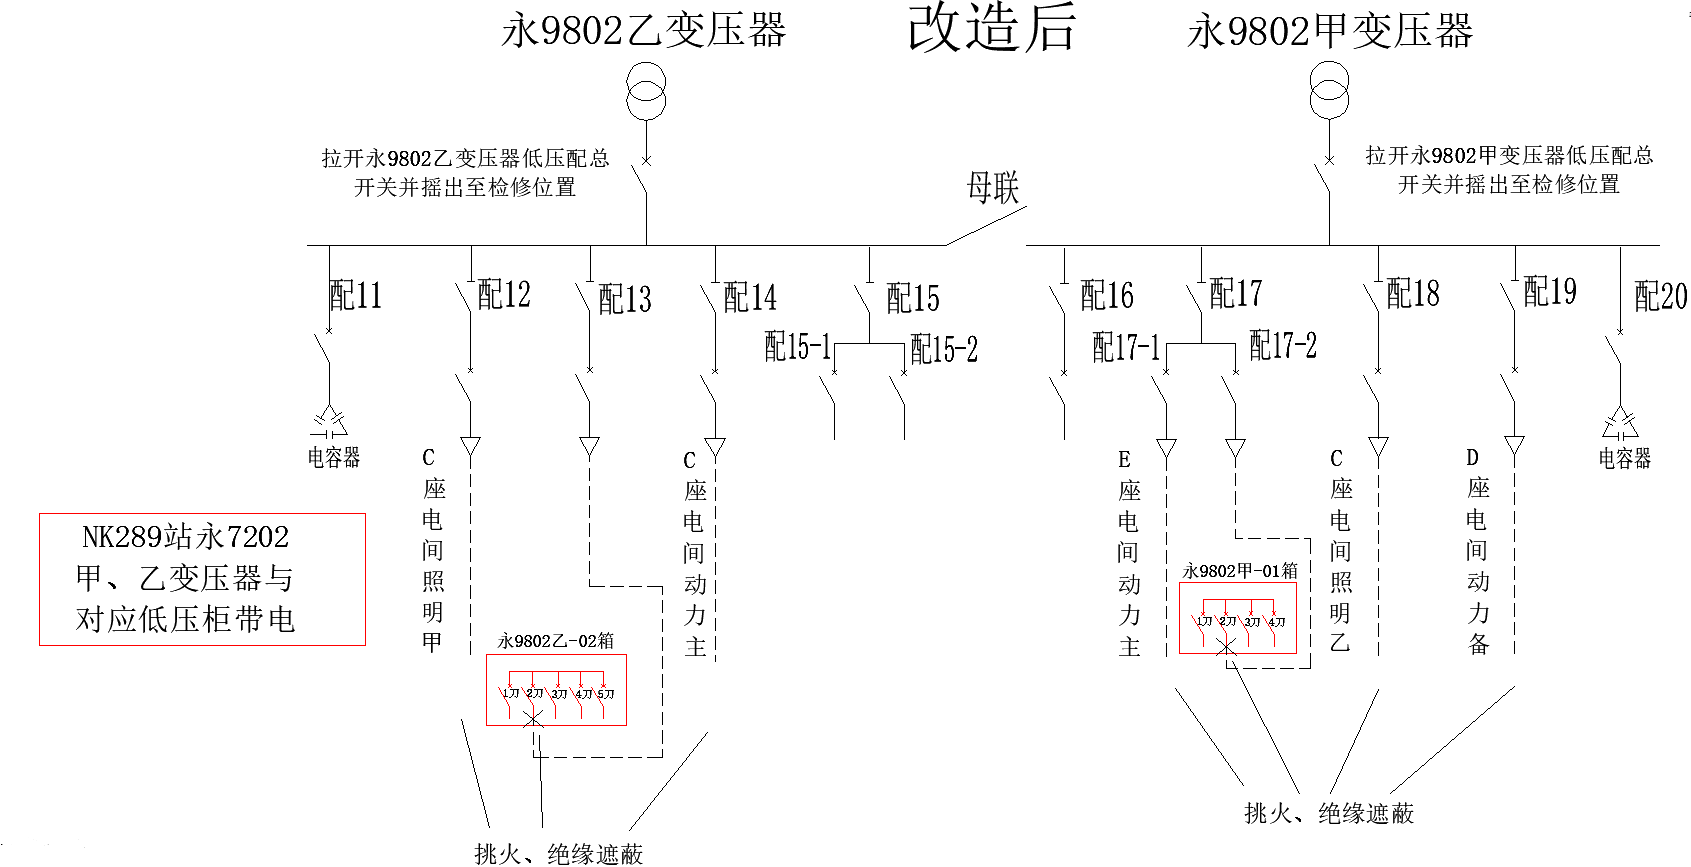 永9802乙变压器
改造后
永9802甲变压器
拉开永9802乙变压器低压配总
开关并摇出至检修位置
母联
拉开永9802甲变压器低压配总
开关并摇出至检修位置
配11
配12
配13
配14
配15
配16
配17
配18
配19
配20
配15-1
配15-2
配17-1
配17-2
电容器
电容器
C座电间照明甲
C座电间动力主
E座电间动力主
C座电间照明乙
D座电间动力备
NK289站永7202
甲、乙变压器与
对应低压柜带电
永9802乙-02箱
1刀 2刀 3刀 4刀 5刀
永9802甲-01箱
1刀 2刀 3刀 4刀
挑火、绝缘遮蔽
挑火、绝缘遮蔽